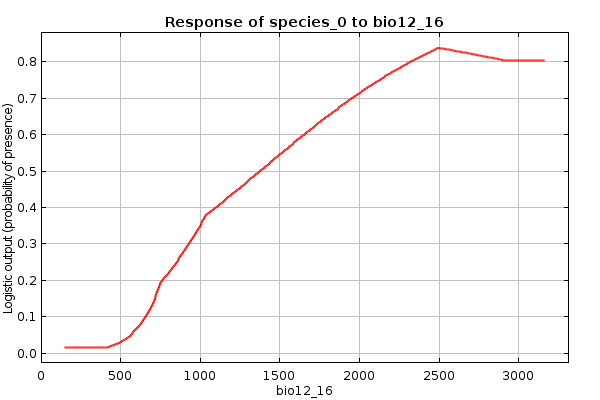 Response of species_0 to bio12_16
Logistic output (probability of presence)
0.8
0.7
0.6
0.5
0.4
0.3
0.2
0.1
0.0
0 500 1000 1500 2000 2500 3000
bio12_16